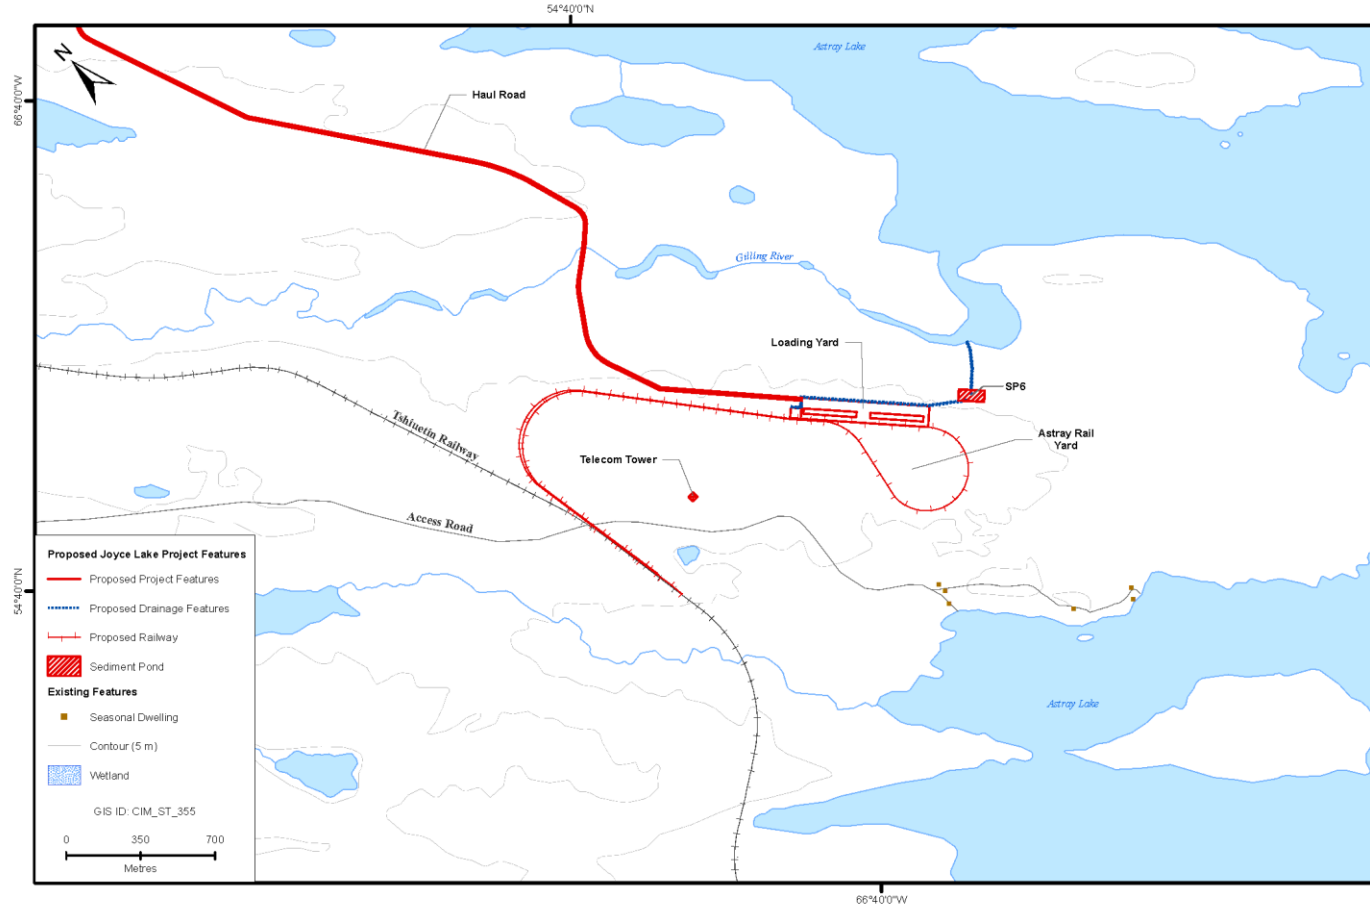 54°40'0"N
Astray Lake
N
66°40'0"W
Haul Road
Gilling River
Loading Yard
SP6
Tshiuetin Railway
Astray Rail
Yard
Telecom Tower
Access Road
Proposed Joyce Lake Project Features
Proposed Project Features
Proposed Drainage Features
Proposed Railway
Sediment Pond
Existing Features
Seasonal Dwelling
Contour (5 m)
Wetland
GIS ID: CIM_ST_355
0 350 700
Metres
54°40'0"N
Astray Lake
66°40'0"W